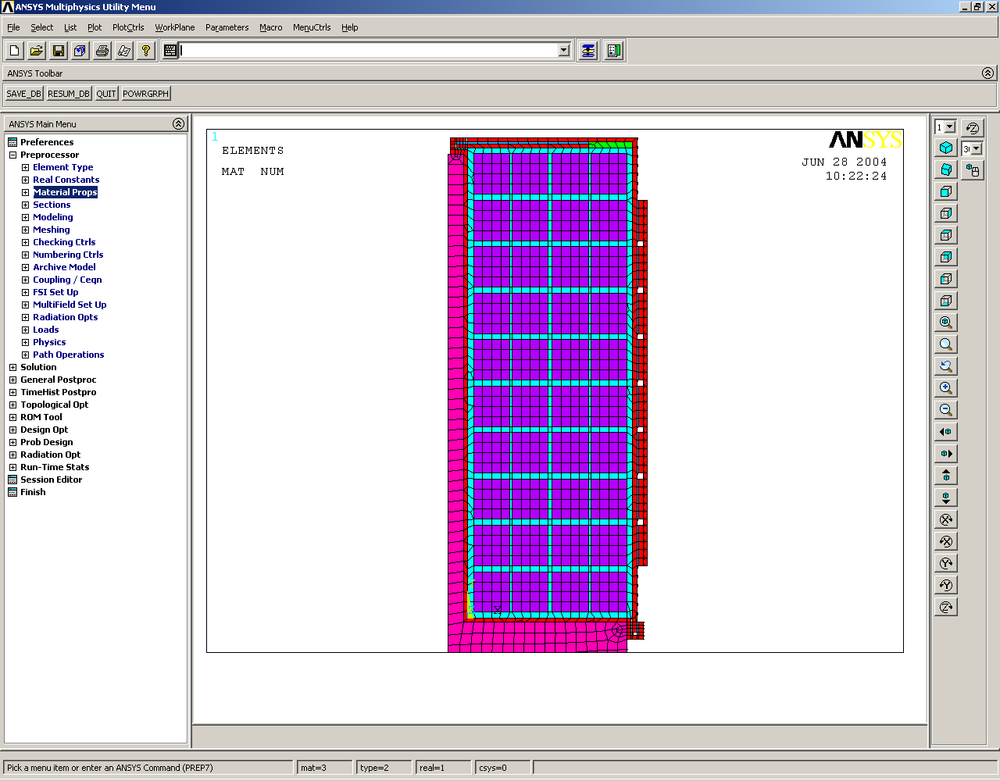 ANSYS Multiphysics Utility Menu
File Select List Plot PlotCtrls WorkPlane Parameters Macro MenuCtrls Help
ANSYS Toolbar
SAVE_DB RESUM_DB QUIT POWRGRPH
ANSYS Main Menu
Preferences
Preprocessor
Element Type
Real Constants
Material Props
Sections
Modeling
Meshing
Checking Ctrls
Numbering Ctrls
Archive Model
Coupling / Ceqn
FSI Set Up
MultiField Set Up
Radiation Opts
Loads
Physics
Path Operations
Solution
General Postproc
TimeHist Postpro
Topological Opt
ROM Tool
Design Opt
Prob Design
Radiation Opt
Run-Time Stats
Session Editor
Finish
1
ELEMENTS
MAT NUM
ANSYS
JUN 28 2004
10:22:24
X
1
Pick a menu item or enter an ANSYS Command (PREP7) mat=3 type=2 real=1 csys=0